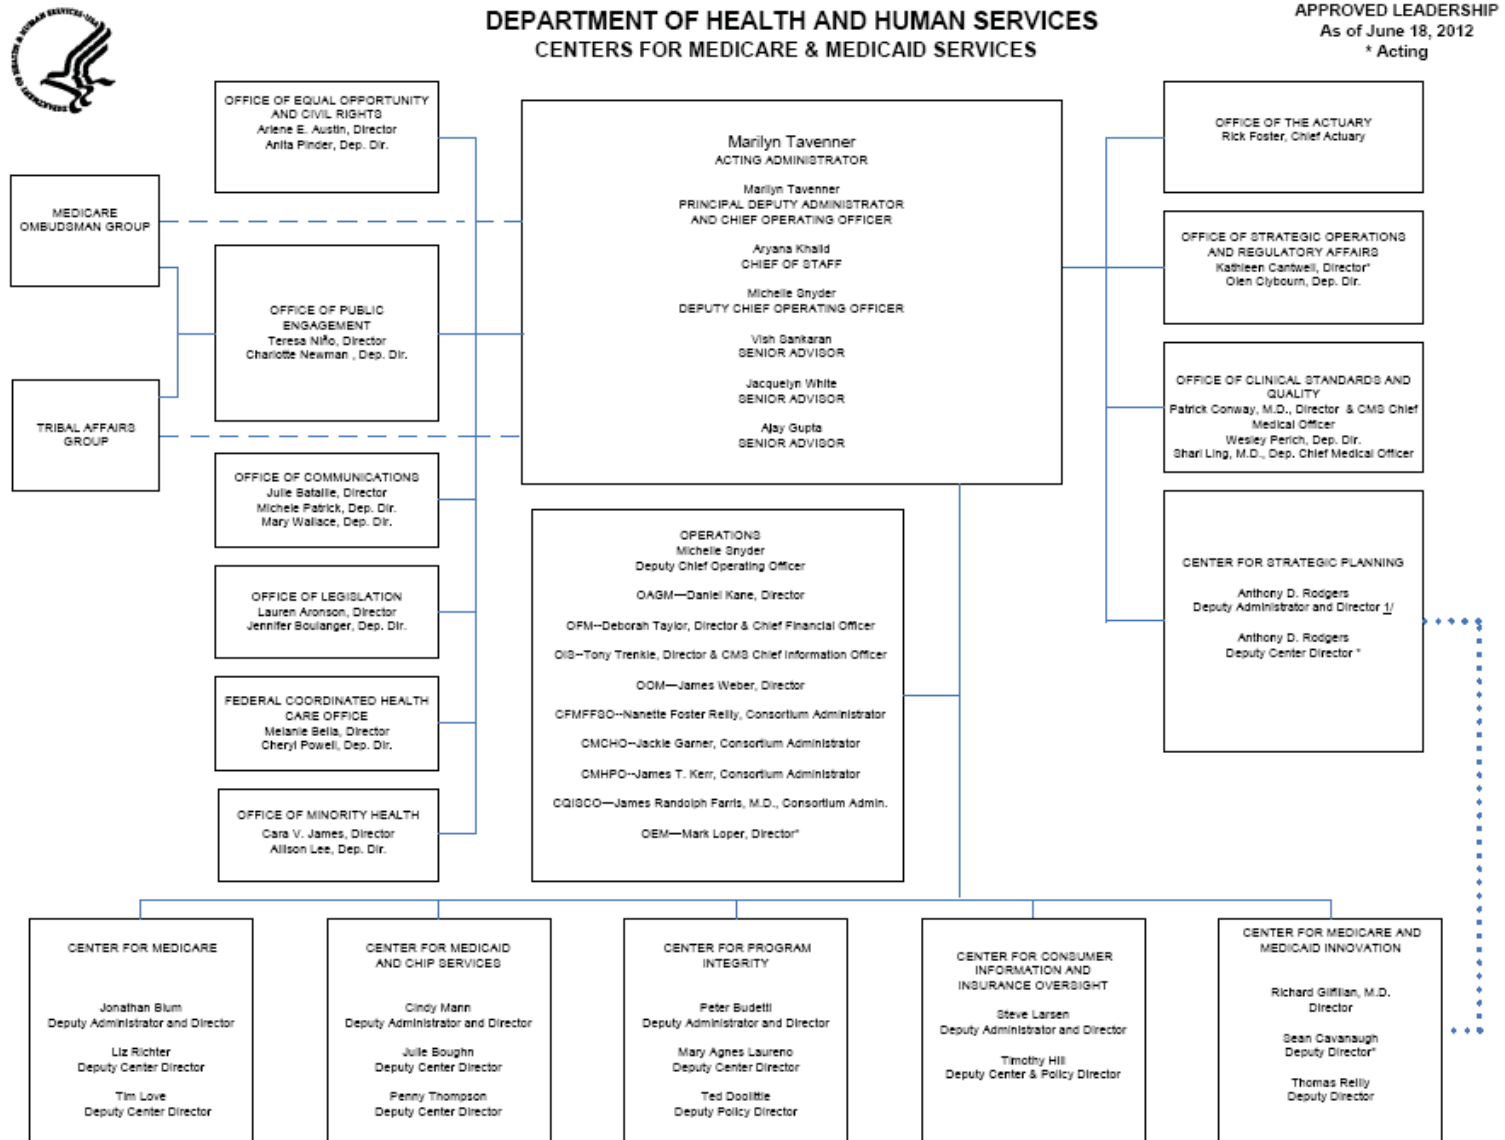 DEPARTMENT OF HEALTH & HUMAN SERVICES·USA
DEPARTMENT OF HEALTH AND HUMAN SERVICES
CENTERS FOR MEDICARE & MEDICAID SERVICES
APPROVED LEADERSHIP
As of June 18, 2012
* Acting
OFFICE OF EQUAL OPPORTUNITY
AND CIVIL RIGHTS
Arlene E. Austin, Director
Anita Pinder, Dep. Dir.
MEDICARE
OMBUDSMAN GROUP
OFFICE OF PUBLIC
ENGAGEMENT
Teresa Niño, Director
Charlotte Newman , Dep. Dir.
TRIBAL AFFAIRS
GROUP
OFFICE OF COMMUNICATIONS
Julie Bataille, Director
Michele Patrick, Dep. Dir.
Mary Wallace, Dep. Dir.
OFFICE OF LEGISLATION
Lauren Aronson, Director
Jennifer Boulanger, Dep. Dir.
FEDERAL COORDINATED HEALTH
CARE OFFICE
Melanie Bella, Director
Cheryl Powell, Dep. Dir.
OFFICE OF MINORITY HEALTH
Cara V. James, Director
Allison Lee, Dep. Dir.
Marilyn Tavenner
ACTING ADMINISTRATOR
Marilyn Tavenner
PRINCIPAL DEPUTY ADMINISTRATOR
AND CHIEF OPERATING OFFICER
Aryana Khalid
CHIEF OF STAFF
Michelle Snyder
DEPUTY CHIEF OPERATING OFFICER
Vish Sankaran
SENIOR ADVISOR
Jacquelyn White
SENIOR ADVISOR
Ajay Gupta
SENIOR ADVISOR
OPERATIONS
Michelle Snyder
Deputy Chief Operating Officer
OAGM—Daniel Kane, Director
OFM--Deborah Taylor, Director & Chief Financial Officer
OIS--Tony Trenkle, Director & CMS Chief Information Officer
OOM—James Weber, Director
CFMFFSO--Nanette Foster Reilly, Consortium Administrator
CMCHO--Jackie Garner, Consortium Administrator
CMHPO--James T. Kerr, Consortium Administrator
CQISCO—James Randolph Farris, M.D., Consortium Admin.
OEM—Mark Loper, Director*
OFFICE OF THE ACTUARY
Rick Foster, Chief Actuary
OFFICE OF STRATEGIC OPERATIONS
AND REGULATORY AFFAIRS
Kathleen Cantwell, Director*
Olen Clybourn, Dep. Dir.
OFFICE OF CLINICAL STANDARDS AND
QUALITY
Patrick Conway, M.D., Director & CMS Chief
Medical Officer
Wesley Perich, Dep. Dir.
Shari Ling, M.D., Dep. Chief Medical Officer
CENTER FOR STRATEGIC PLANNING
Anthony D. Rodgers
Deputy Administrator and Director 1/
Anthony D. Rodgers
Deputy Center Director *
CENTER FOR MEDICARE
Jonathan Blum
Deputy Administrator and Director
Liz Richter
Deputy Center Director
Tim Love
Deputy Center Director
CENTER FOR MEDICAID
AND CHIP SERVICES
Cindy Mann
Deputy Administrator and Director
Julie Boughn
Deputy Center Director
Penny Thompson
Deputy Center Director
CENTER FOR PROGRAM
INTEGRITY
Peter Budetti
Deputy Administrator and Director
Mary Agnes Laureno
Deputy Center Director
Ted Doolittle
Deputy Policy Director
CENTER FOR CONSUMER
INFORMATION AND
INSURANCE OVERSIGHT
Steve Larsen
Deputy Administrator and Director
Timothy Hill
Deputy Center & Policy Director
CENTER FOR MEDICARE AND
MEDICAID INNOVATION
Richard Gilfillan, M.D.
Director
Sean Cavanaugh
Deputy Director*
Thomas Reilly
Deputy Director